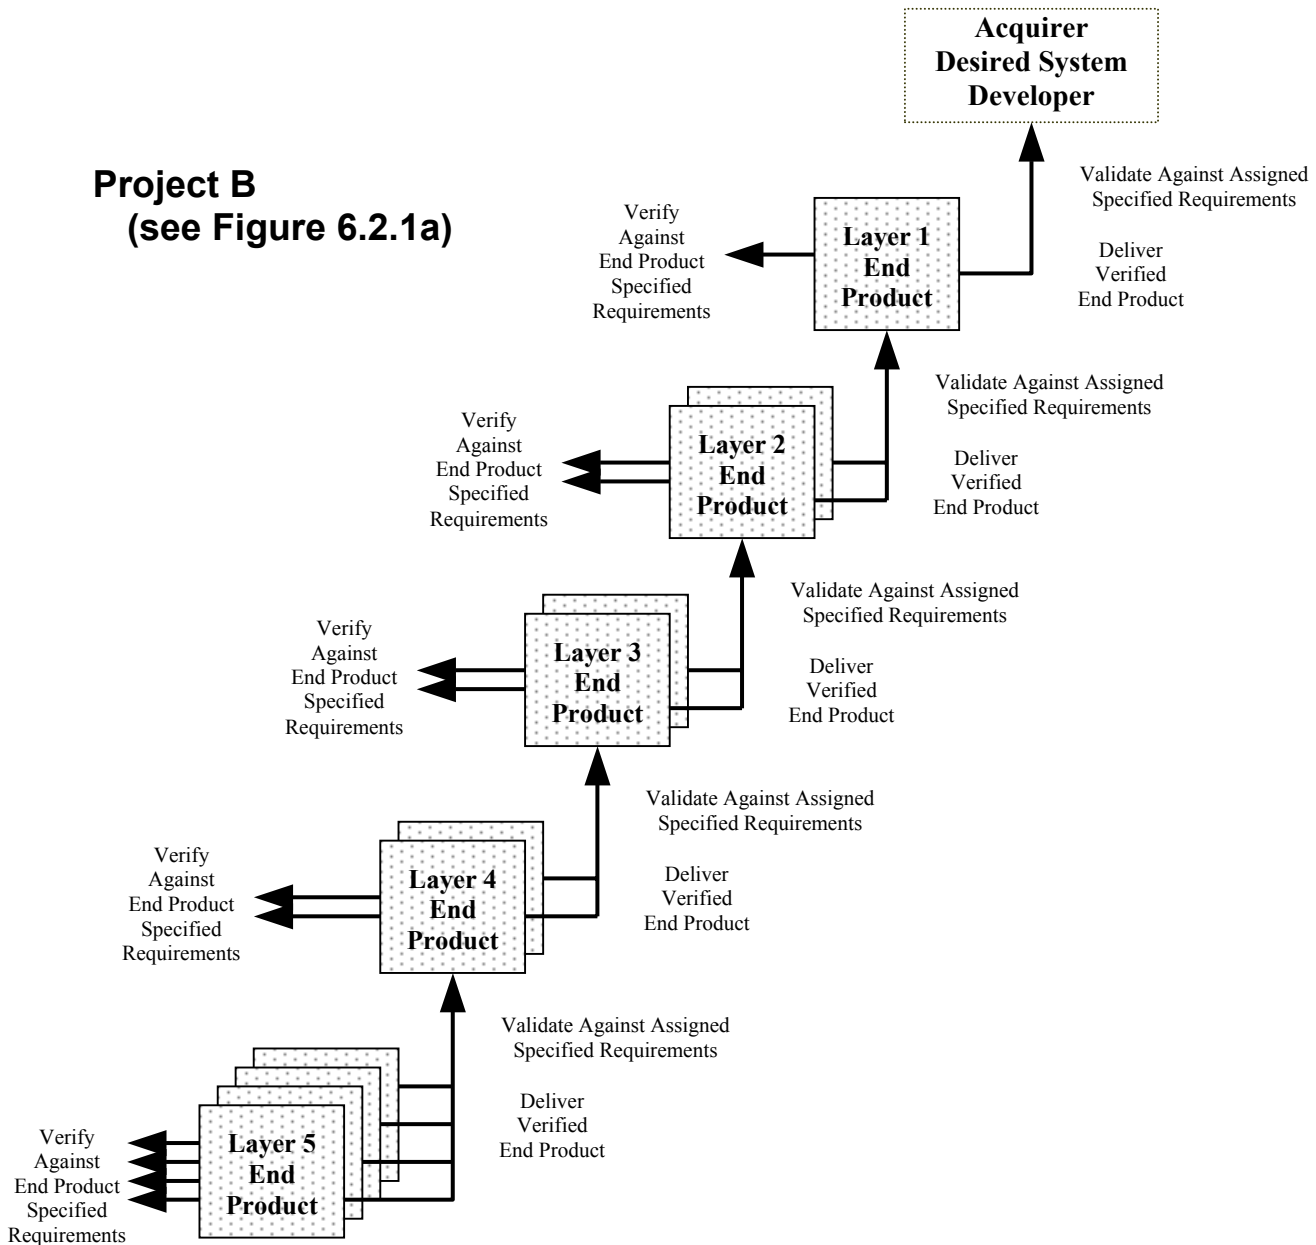 Acquirer
Desired System
Developer
Project B
(see Figure 6.2.1a)
Validate Against Assigned
Specified Requirements
Deliver
Verified
End Product
Verify
Against
End Product
Specified
Requirements
Layer 1
End
Product
Validate Against Assigned
Specified Requirements
Deliver
Verified
End Product
Verify
Against
End Product
Specified
Requirements
Layer 2
End
Product
Validate Against Assigned
Specified Requirements
Deliver
Verified
End Product
Verify
Against
End Product
Specified
Requirements
Layer 3
End
Product
Validate Against Assigned
Specified Requirements
Deliver
Verified
End Product
Verify
Against
End Product
Specified
Requirements
Layer 4
End
Product
Validate Against Assigned
Specified Requirements
Deliver
Verified
End Product
Verify
Against
End Product
Specified
Requirements
Layer 5
End
Product